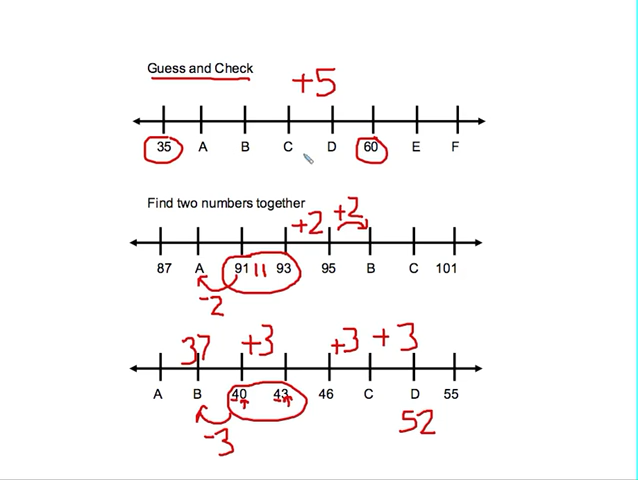 Guess and Check
+5
35 A B C D 60 E F
Find two numbers together
+2 +2
87 A 91 11 93 95 B C 101
-2
37 +3 +3 +3
A B 40 43 46 C D 55
-3 52